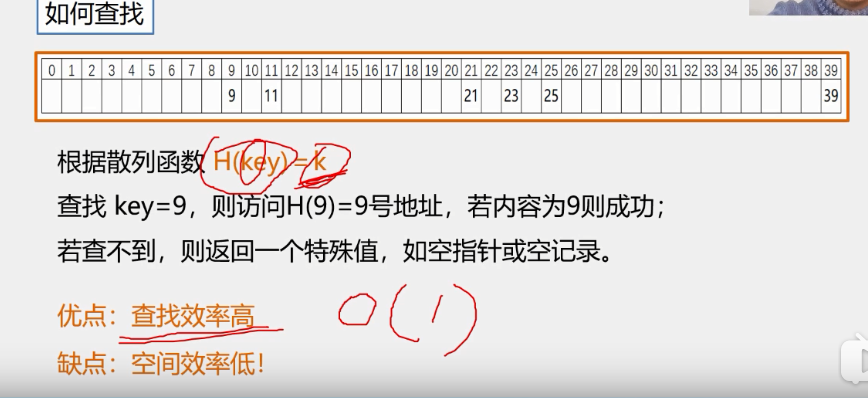 如何查找
0 1 2 3 4 5 6 7 8 9 10 11 12 13 14 15 16 17 18 19 20 21 22 23 24 25 26 27 28 29 30 31 32 33 34 35 36 37 38 39
9 11 21 23 25 39
根据散列函数 H(key)=k
查找 key=9，则访问H(9)=9号地址，若内容为9则成功；
若查不到，则返回一个特殊值，如空指针或空记录。
优点：查找效率高 O(1)
缺点：空间效率低！